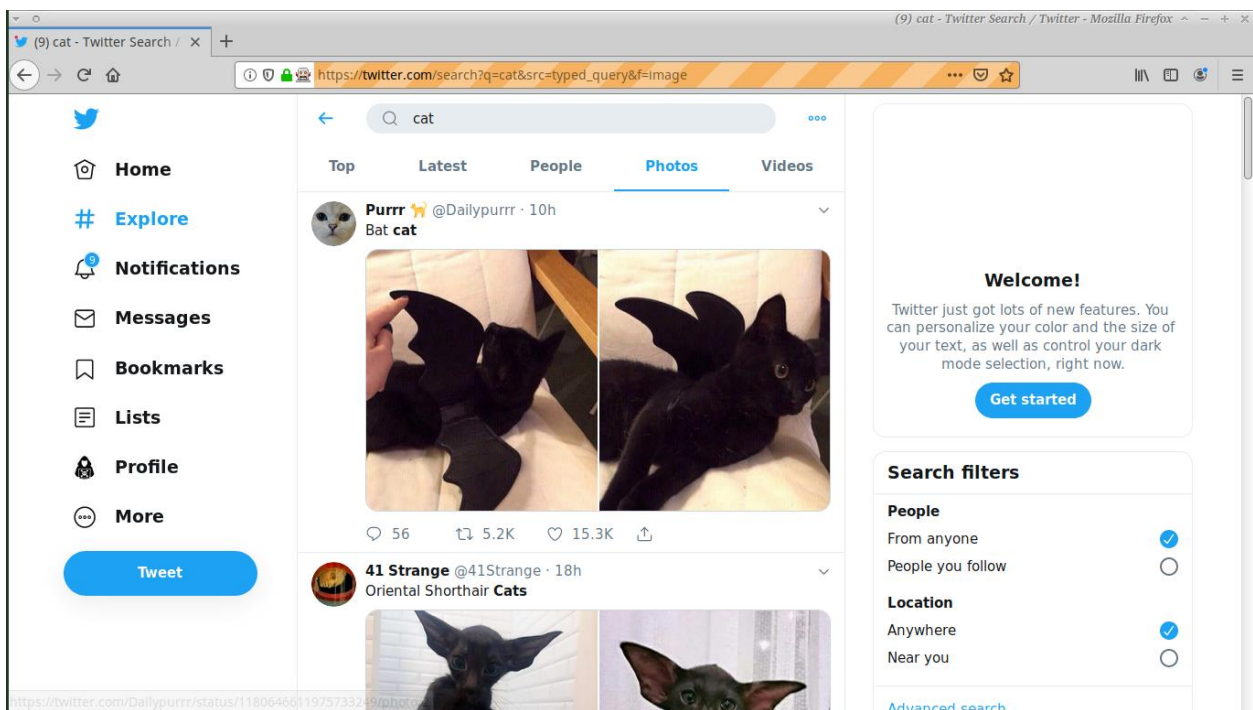 (9) cat - Twitter Search / Twitter - Mozilla Firefox
(9) cat - Twitter Search /
https://twitter.com/search?q=cat&src=typed_query&f=image
Home
Explore
9
Notifications
Messages
Bookmarks
Lists
Profile
More
Tweet
cat
Top Latest People Photos Videos
Purrr @Dailypurrr · 10h
Bat cat
56 5.2K 15.3K
41 Strange @41Strange · 18h
Oriental Shorthair Cats
Welcome!
Twitter just got lots of new features. You
can personalize your color and the size of
your text, as well as control your dark
mode selection, right now.
Get started
Search filters
People
From anyone
People you follow
Location
Anywhere
Near you
Advanced search